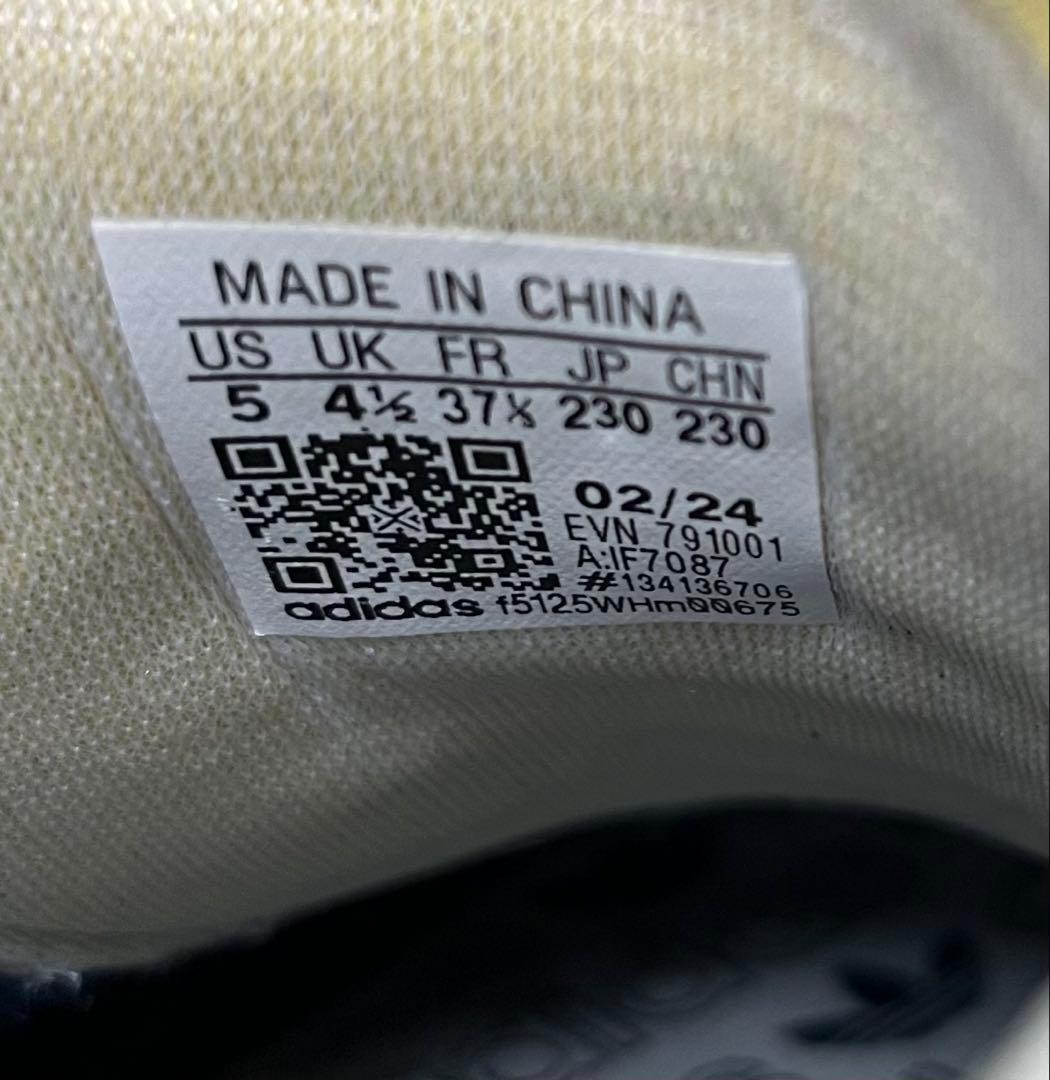 MADE IN CHINA
US UK FR JP CHN
5 4½ 37⅓ 230 230
02/24
EVN 791001
A:IF7087
#134136706
adidas f5125WHm00675